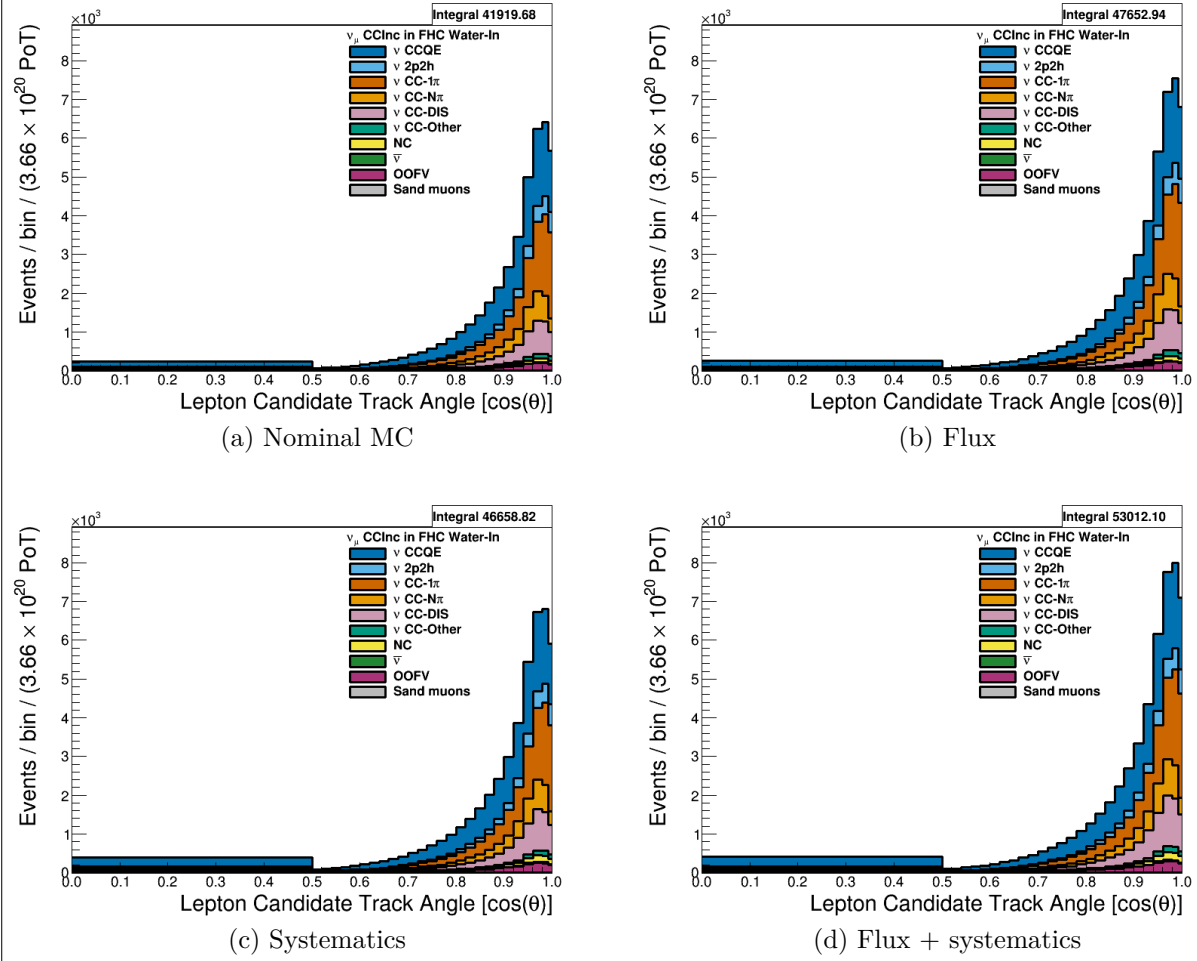 Integral 41919.68
×10³
ν_μ CCInc in FHC Water-In
ν CCQE
ν 2p2h
ν CC-1π
ν CC-Nπ
ν CC-DIS
ν CC-Other
NC
ν̅
OOFV
Sand muons
Events / bin / (3.66 × 10²⁰ PoT)
8
7
6
5
4
3
2
1
0
0.0 0.1 0.2 0.3 0.4 0.5 0.6 0.7 0.8 0.9 1.0
Lepton Candidate Track Angle [cos(θ)]
(a) Nominal MC
Integral 47652.94
×10³
ν_μ CCInc in FHC Water-In
ν CCQE
ν 2p2h
ν CC-1π
ν CC-Nπ
ν CC-DIS
ν CC-Other
NC
ν̅
OOFV
Sand muons
Events / bin / (3.66 × 10²⁰ PoT)
8
7
6
5
4
3
2
1
0
0.0 0.1 0.2 0.3 0.4 0.5 0.6 0.7 0.8 0.9 1.0
Lepton Candidate Track Angle [cos(θ)]
(b) Flux
Integral 46658.82
×10³
ν_μ CCInc in FHC Water-In
ν CCQE
ν 2p2h
ν CC-1π
ν CC-Nπ
ν CC-DIS
ν CC-Other
NC
ν̅
OOFV
Sand muons
Events / bin / (3.66 × 10²⁰ PoT)
8
7
6
5
4
3
2
1
0
0.0 0.1 0.2 0.3 0.4 0.5 0.6 0.7 0.8 0.9 1.0
Lepton Candidate Track Angle [cos(θ)]
(c) Systematics
Integral 53012.10
×10³
ν_μ CCInc in FHC Water-In
ν CCQE
ν 2p2h
ν CC-1π
ν CC-Nπ
ν CC-DIS
ν CC-Other
NC
ν̅
OOFV
Sand muons
Events / bin / (3.66 × 10²⁰ PoT)
8
7
6
5
4
3
2
1
0
0.0 0.1 0.2 0.3 0.4 0.5 0.6 0.7 0.8 0.9 1.0
Lepton Candidate Track Angle [cos(θ)]
(d) Flux + systematics